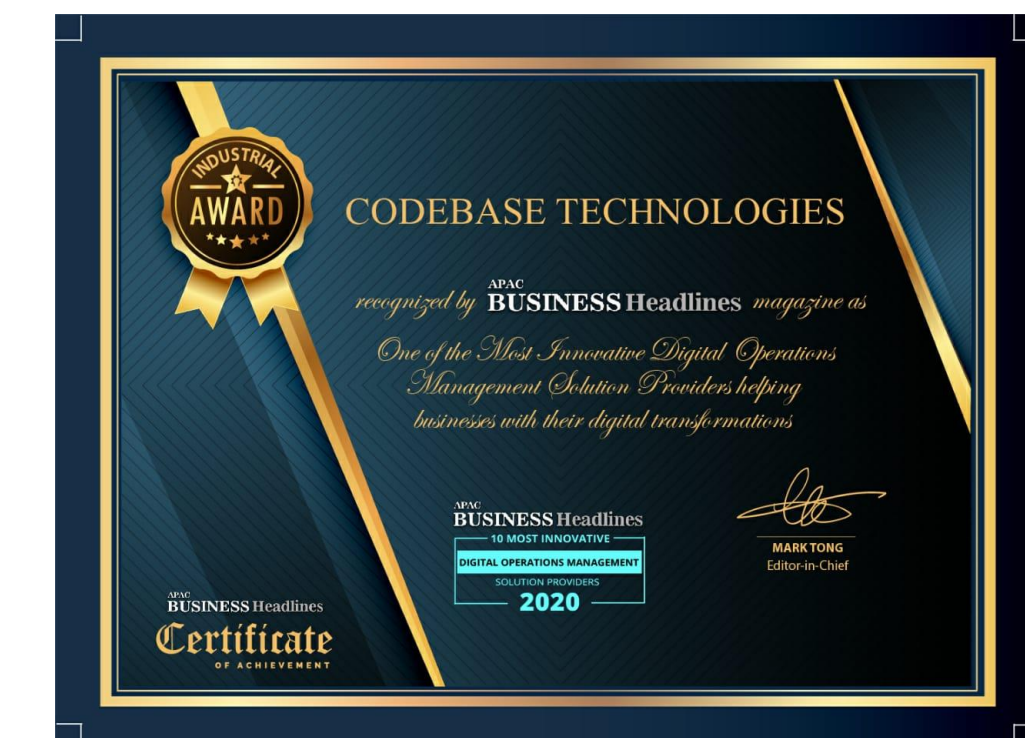 INDUSTRIAL
AWARD
CODEBASE TECHNOLOGIES
recognized by APAC BUSINESS Headlines magazine as
One of the Most Innovative Digital Operations
Management Solution Providers helping
businesses with their digital transformations
APAC
BUSINESS Headlines
10 MOST INNOVATIVE
DIGITAL OPERATIONS MANAGEMENT
SOLUTION PROVIDERS
2020
MARK TONG
Editor-in-Chief
APAC
BUSINESS Headlines
Certificate
OF ACHIEVEMENT